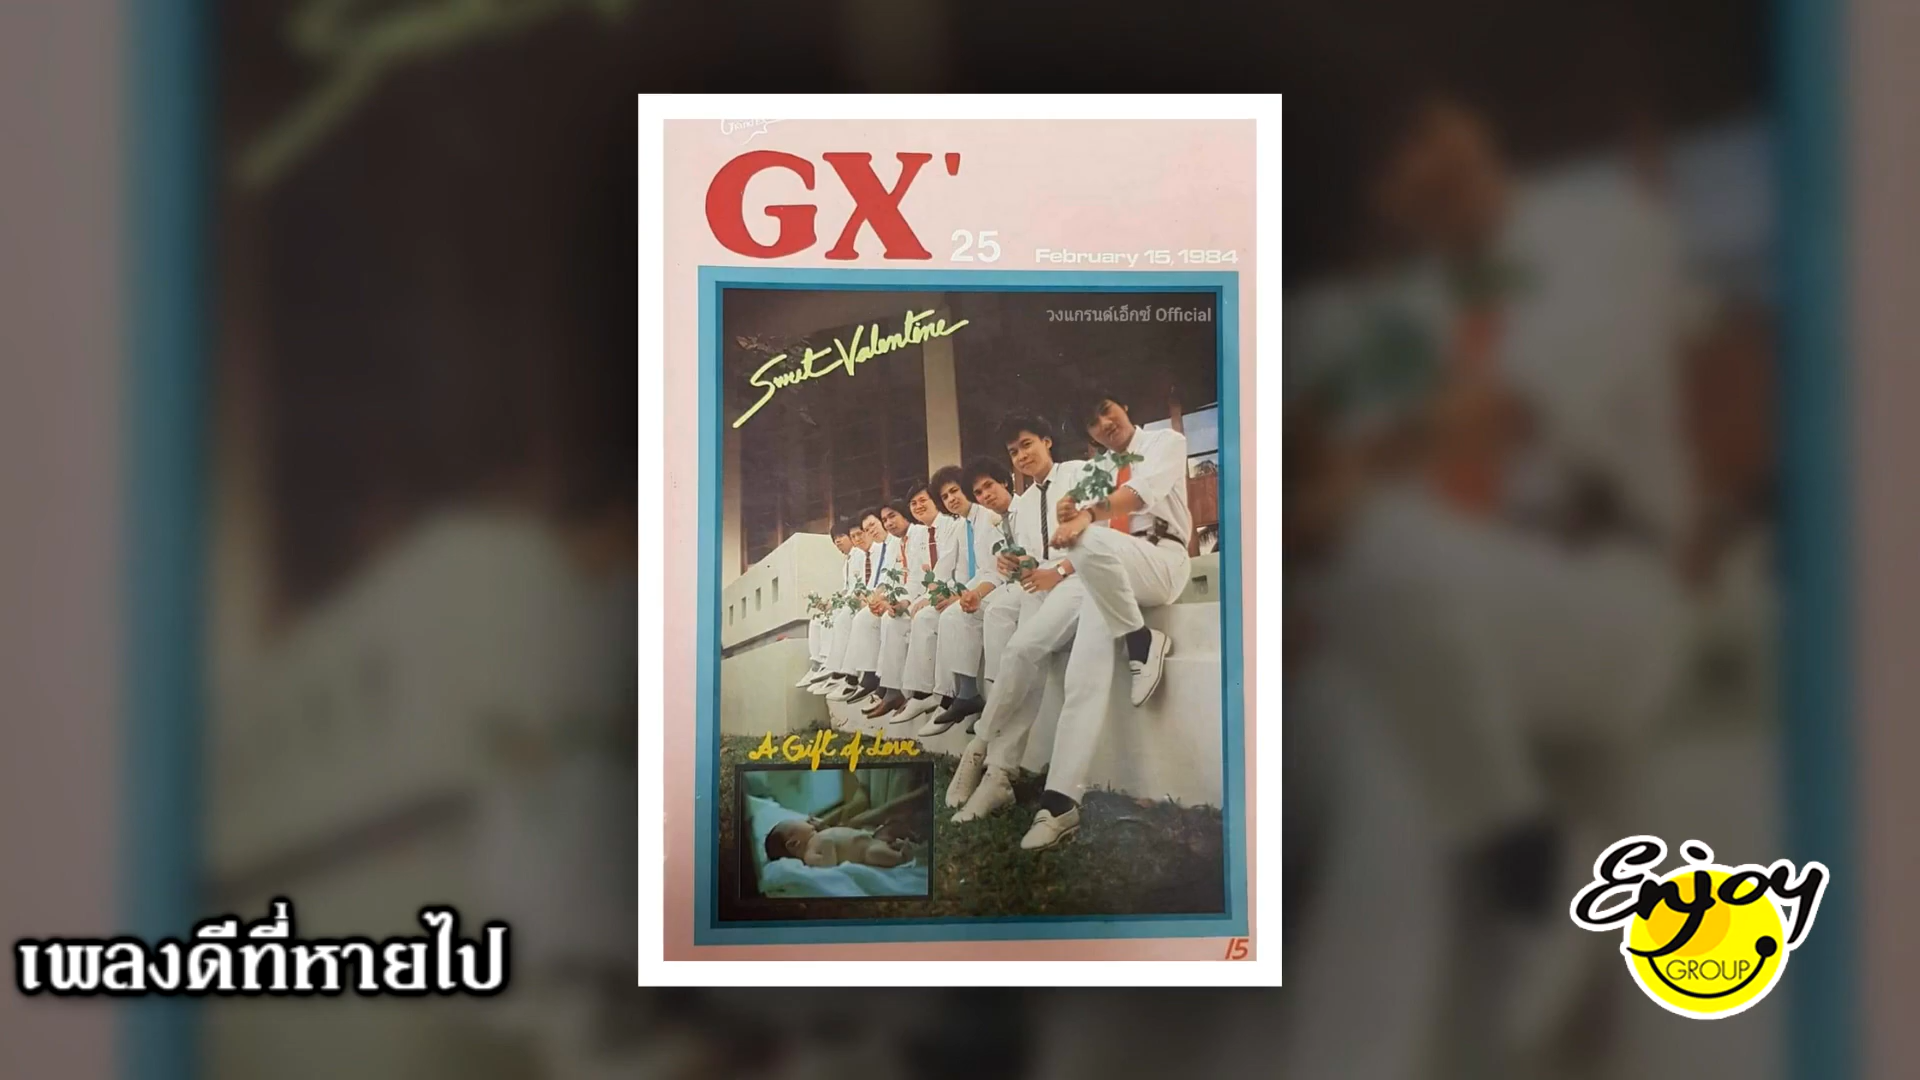 GX'
25
February 15, 1984
วงแกรนด์เอ็กซ์ Official
Sweet Valentine
A Gift of Love
15
เพลงดีที่หายไป
Enjoy
GROUP